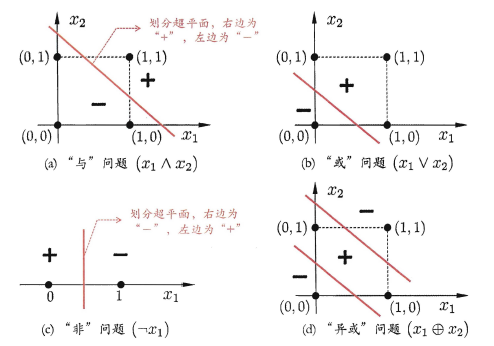 x₂
划分超平面，右边为
“+”，左边为“−”
(0,1)
(1,1)
+
−
(0,0)
(1,0)
x₁
(a) “与”问题 (x₁ ∧ x₂)
x₂
(0,1)
(1,1)
+
−
(0,0)
(1,0)
x₁
(b) “或”问题 (x₁ ∨ x₂)
划分超平面，右边为
“−”，左边为“+”
+
−
0
1
x₁
(c) “非”问题 (¬x₁)
x₂
−
(0,1)
(1,1)
+
−
(0,0)
(1,0)
x₁
(d) “异或”问题 (x₁ ⊕ x₂)